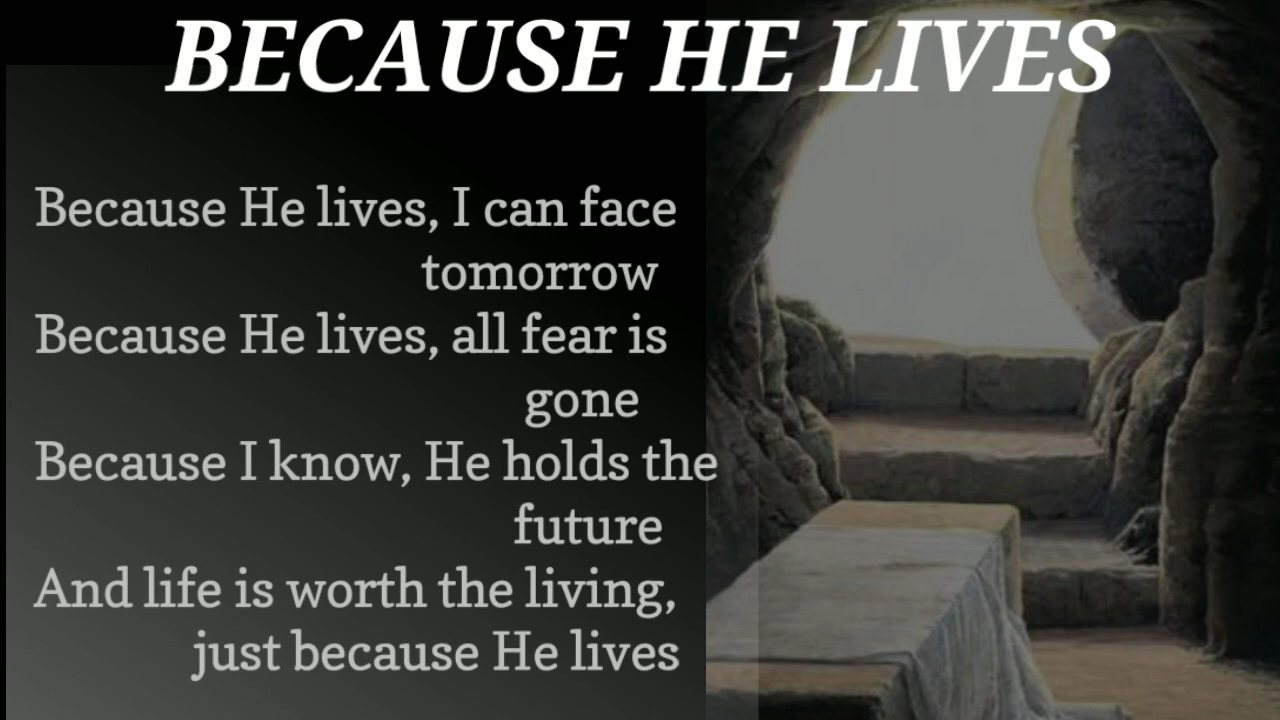 BECAUSE HE LIVES
Because He lives, I can face
tomorrow
Because He lives, all fear is
gone
Because I know, He holds the
future
And life is worth the living,
just because He lives